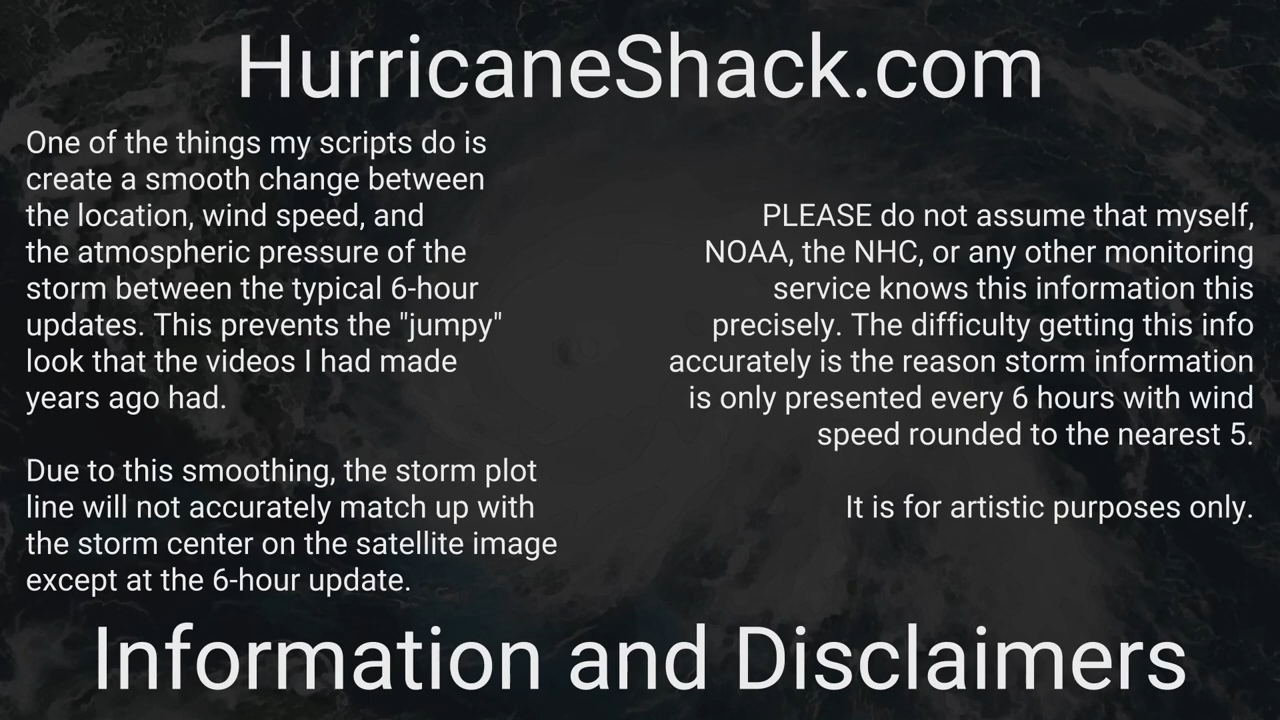 HurricaneShack.com
One of the things my scripts do is
create a smooth change between
the location, wind speed, and
the atmospheric pressure of the
storm between the typical 6-hour
updates. This prevents the "jumpy"
look that the videos I had made
years ago had.
Due to this smoothing, the storm plot
line will not accurately match up with
the storm center on the satellite image
except at the 6-hour update.
PLEASE do not assume that myself,
NOAA, the NHC, or any other monitoring
service knows this information this
precisely. The difficulty getting this info
accurately is the reason storm information
is only presented every 6 hours with wind
speed rounded to the nearest 5.
It is for artistic purposes only.
Information and Disclaimers